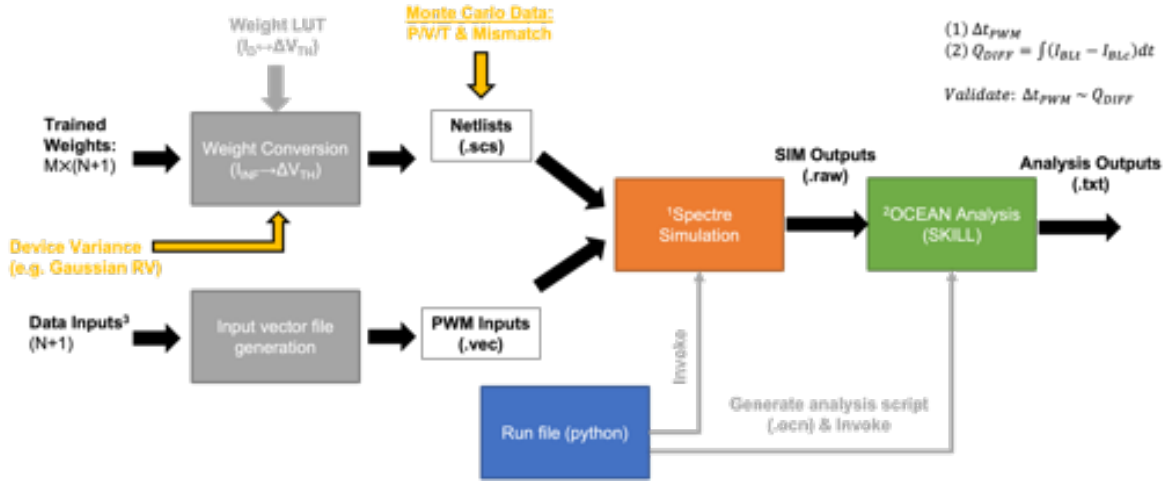 Weight LUT
(I_D↔ΔV_TH)
Monte Carlo Data:
P/V/T & Mismatch
(1) Δt_PWM
(2) Q_DIFF = ∫(I_BLt − I_BLc)dt
Validate: Δt_PWM ~ Q_DIFF
Trained
Weights:
M×(N+1)
Weight Conversion
(I_INF→ΔV_TH)
Netlists
(.scs)
SIM Outputs
(.raw)
Analysis Outputs
(.txt)
¹Spectre
Simulation
²OCEAN Analysis
(SKILL)
Device Variance
(e.g. Gaussian RV)
Data Inputs³
(N+1)
Input vector file
generation
PWM Inputs
(.vec)
Invoke
Generate analysis script
(.ocn) & Invoke
Run file (python)